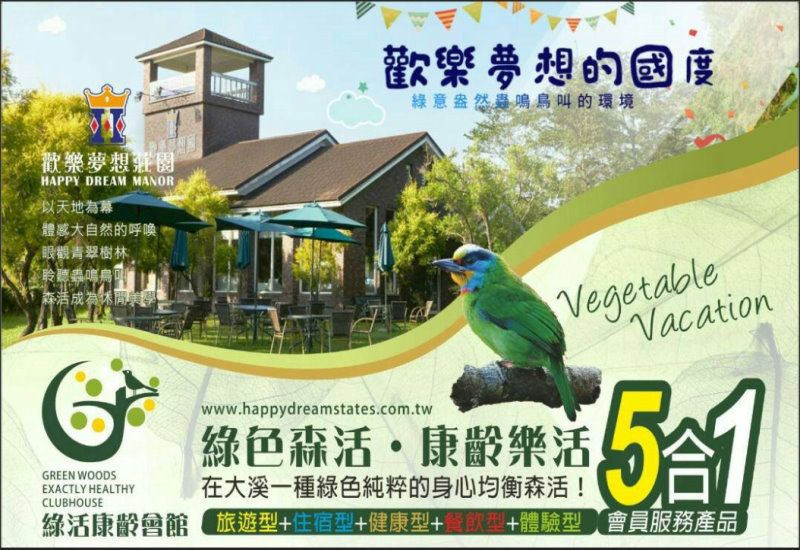 歡樂夢想的國度
綠意盎然蟲鳴鳥叫的環境
歡樂夢想莊園
HAPPY DREAM MANOR
以天地為幕
體感大自然的呼喚
眼觀青翠樹林
聆聽蟲鳴鳥叫
森活成為休閒美學
Vegetable
Vacation
GREEN WOODS
EXACTLY HEALTHY
CLUBHOUSE
綠活康齡會館
www.happydreamstates.com.tw
綠色森活・康齡樂活
在大溪一種綠色純粹的身心均衡森活！
旅遊型+住宿型+健康型+餐飲型+體驗型
5合1
會員服務產品